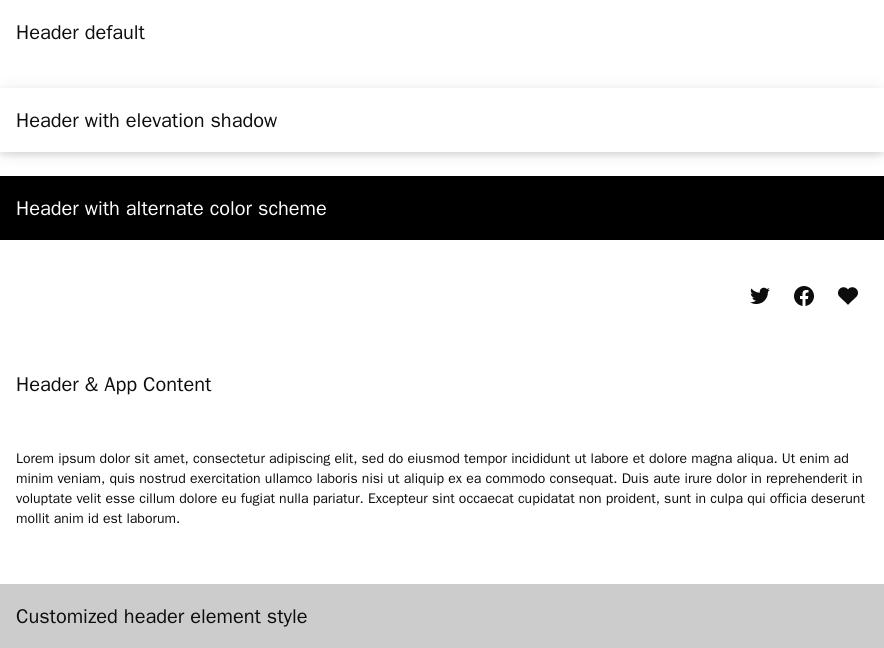 Header default
Header with elevation shadow
Header with alternate color scheme
Header & App Content
Lorem ipsum dolor sit amet, consectetur adipiscing elit, sed do eiusmod tempor incididunt ut labore et dolore magna aliqua. Ut enim ad
minim veniam, quis nostrud exercitation ullamco laboris nisi ut aliquip ex ea commodo consequat. Duis aute irure dolor in reprehenderit in
voluptate velit esse cillum dolore eu fugiat nulla pariatur. Excepteur sint occaecat cupidatat non proident, sunt in culpa qui officia deserunt
mollit anim id est laborum.
Customized header element style